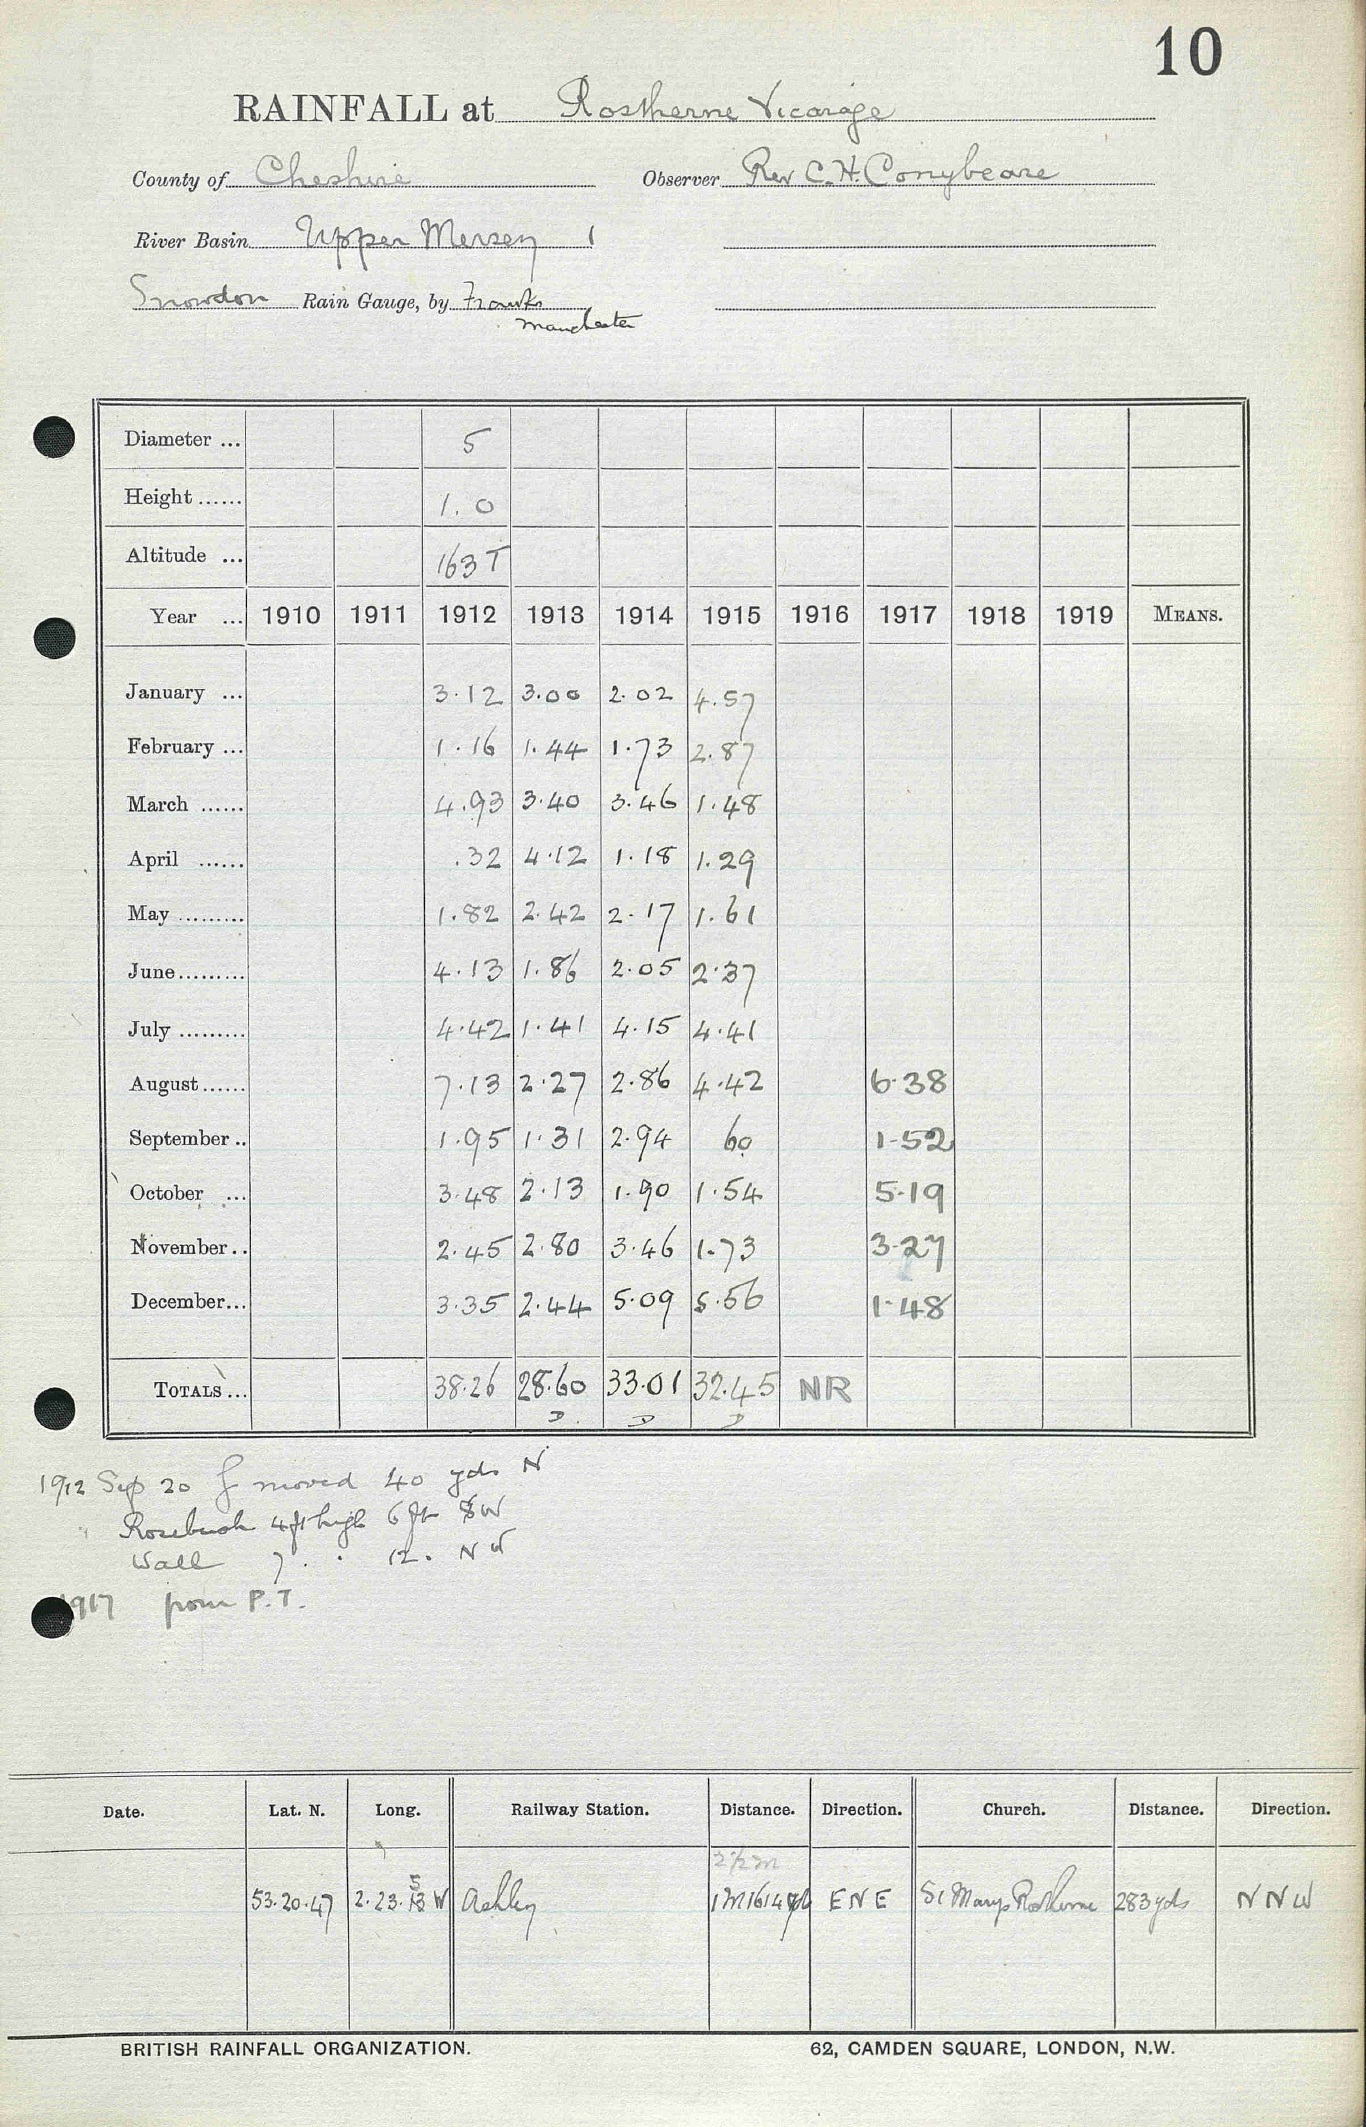 10
RAINFALL at Rostherne Vicarage
County of Cheshire Observer Rev C. H. Conybeare
River Basin Upper Mersey 1
Snowdon Rain Gauge, by Franks
Manchester
Diameter ... 5
Height ...... 1.0
Altitude ... 163 T
Year ... 1910 1911 1912 1913 1914 1915 1916 1917 1918 1919 MEANS.
January ... 3.12 3.00 2.02 4.57
February ... 1.16 1.44 1.73 2.87
March ...... 4.93 3.40 3.46 1.48
April ...... .32 4.12 1.18 1.29
May ......... 1.82 2.42 2.17 1.61
June ......... 4.13 1.86 2.05 2.37
July ......... 4.42 1.41 4.15 4.41
August ...... 7.13 2.27 2.86 4.42 6.38
September .. 1.95 1.31 2.94 60 1.52
October ... 3.48 2.13 1.90 1.54 5.19
November .. 2.45 2.80 3.46 1.73 3.27
December ... 3.35 2.44 5.09 5.56 1.48
TOTALS ... 38.26 28.60 33.01 32.45 NR
D. D D
1912 Sep 20 G moved 40 yds N
" Rosebush 4ft high 6 ft SW
Wall 7 . . 12 . NW
1917 from P.T.
Date. Lat. N. Long. Railway Station. Distance. Direction. Church. Distance. Direction.
2 1/2 m
53.20.47 2.23.5 W Ashley 1M 1614 yds ENE St Marys Rostherne 283 yds NNW
BRITISH RAINFALL ORGANIZATION. 62, CAMDEN SQUARE, LONDON, N.W.